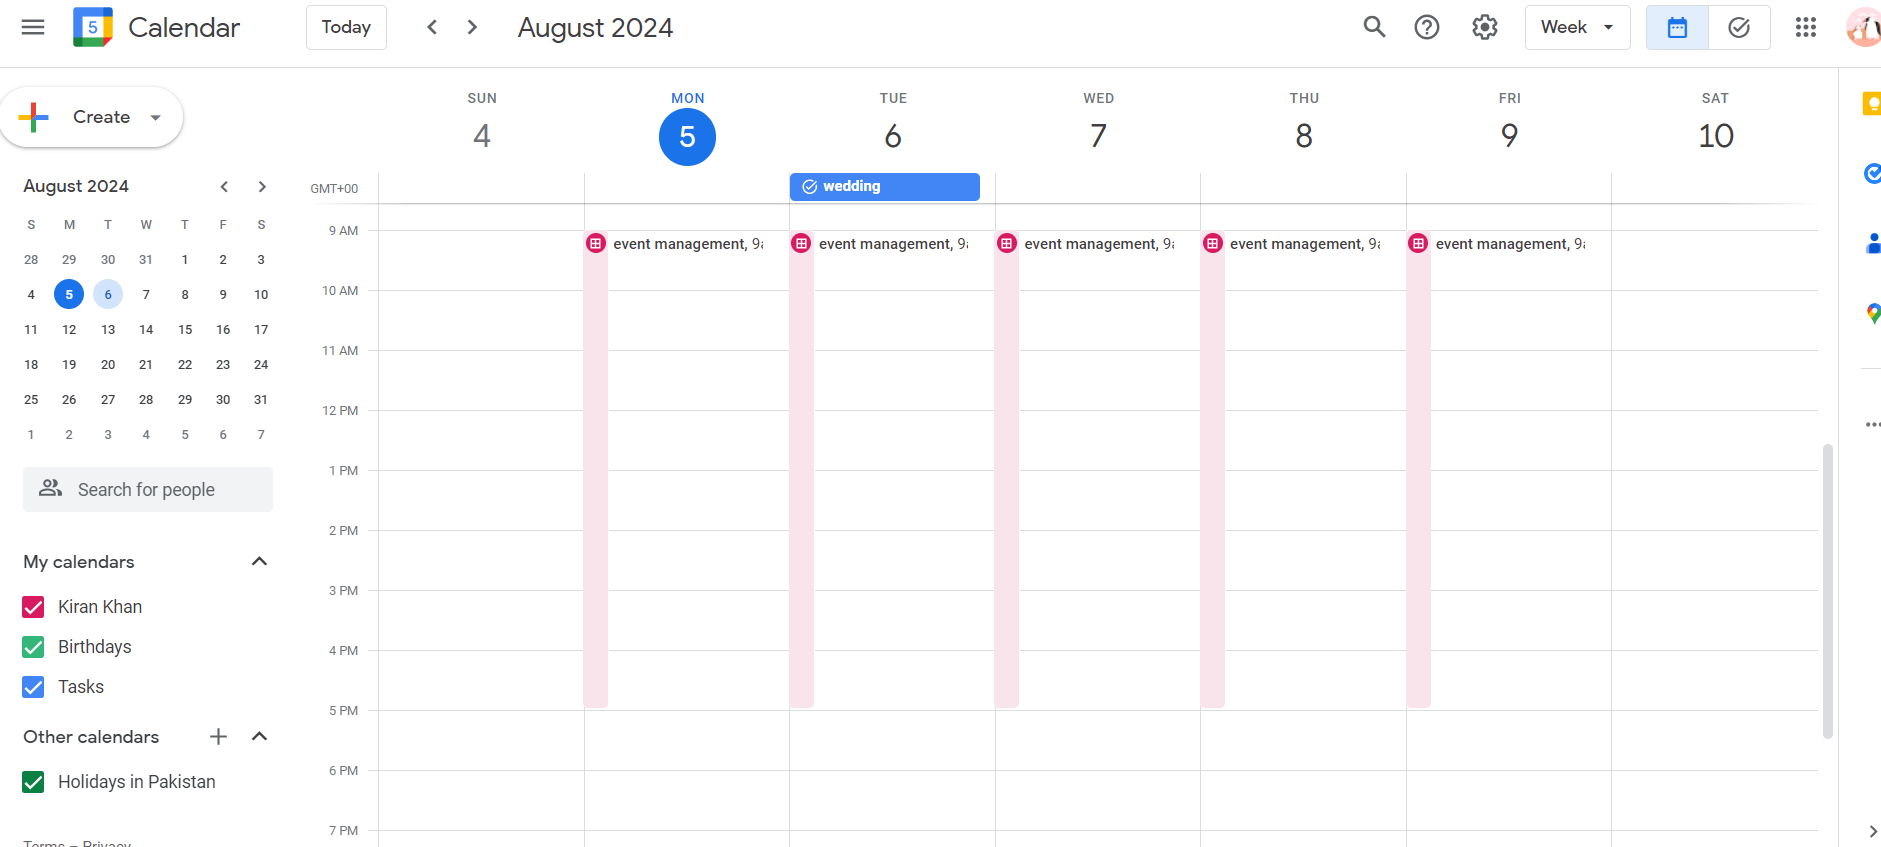 5 Calendar Today August 2024 Week
Create
August 2024
S M T W T F S
28 29 30 31 1 2 3
4 5 6 7 8 9 10
11 12 13 14 15 16 17
18 19 20 21 22 23 24
25 26 27 28 29 30 31
1 2 3 4 5 6 7
Search for people
My calendars
Kiran Khan
Birthdays
Tasks
Other calendars
Holidays in Pakistan
Terms – Privacy
SUN MON TUE WED THU FRI SAT
4 5 6 7 8 9 10
GMT+00 wedding
9 AM
event management, 9a event management, 9a event management, 9a event management, 9a event management, 9a
10 AM
11 AM
12 PM
1 PM
2 PM
3 PM
4 PM
5 PM
6 PM
7 PM